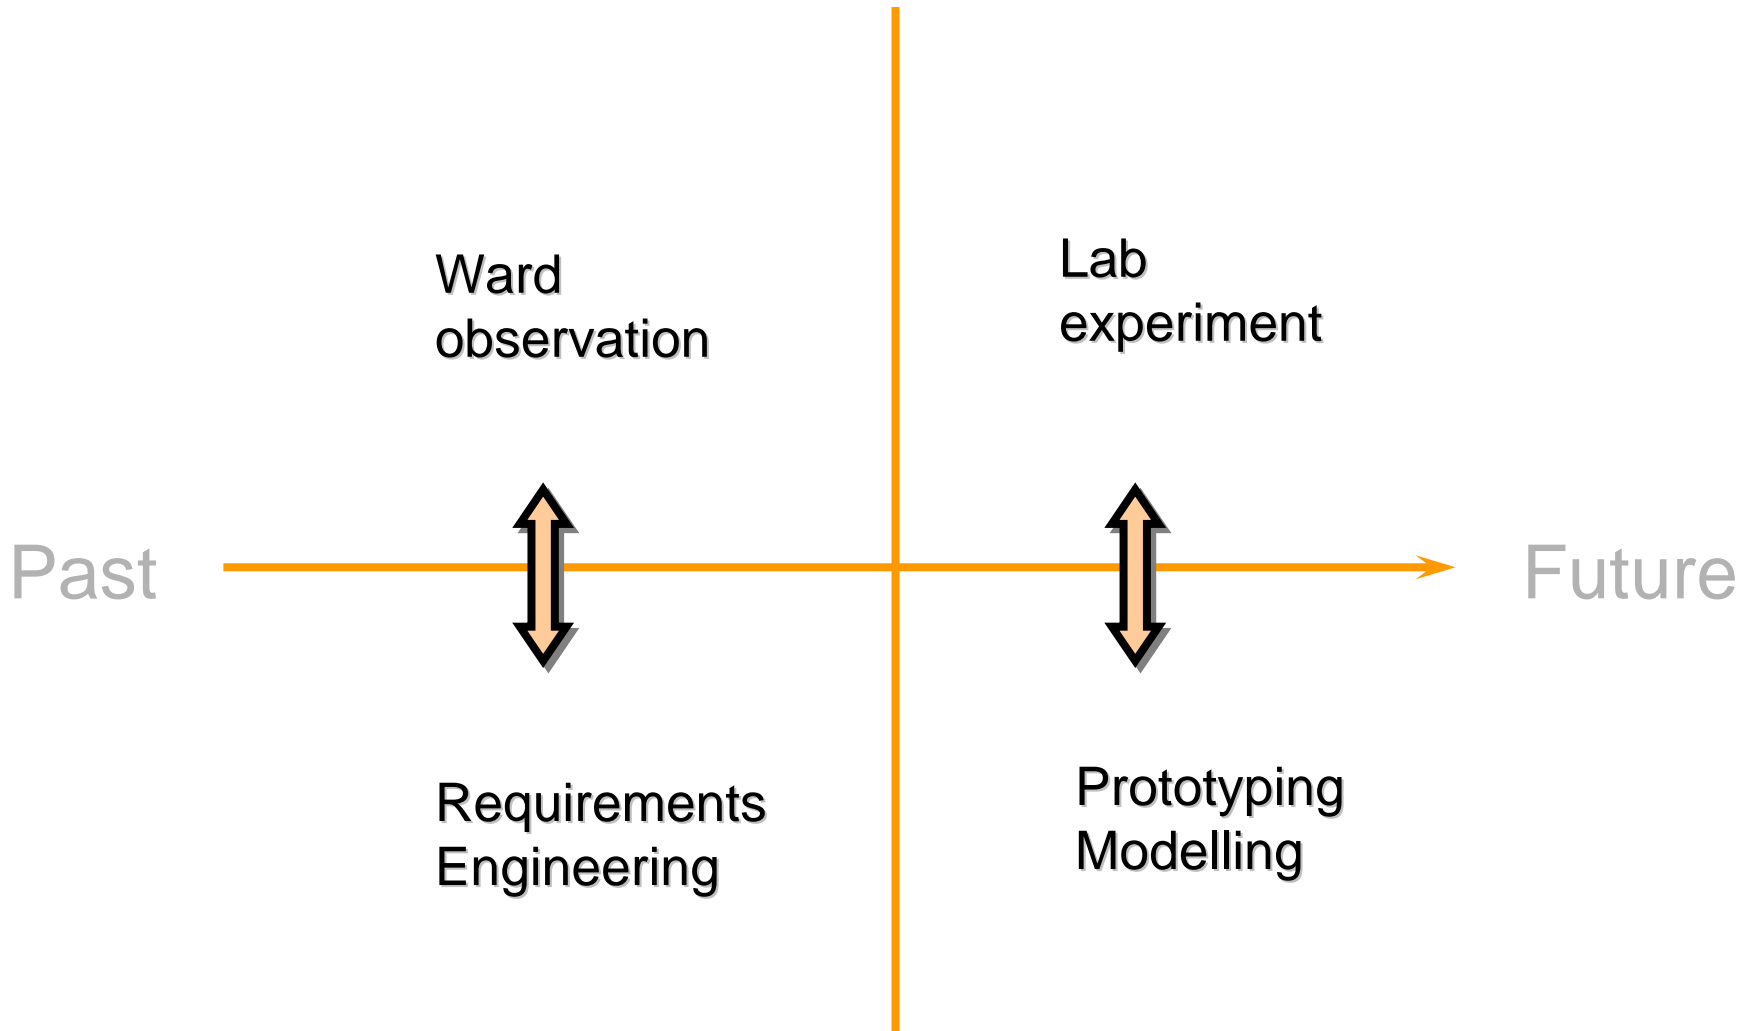 Ward
observation
Lab
experiment
Past
Future
Requirements
Engineering
Prototyping
Modelling